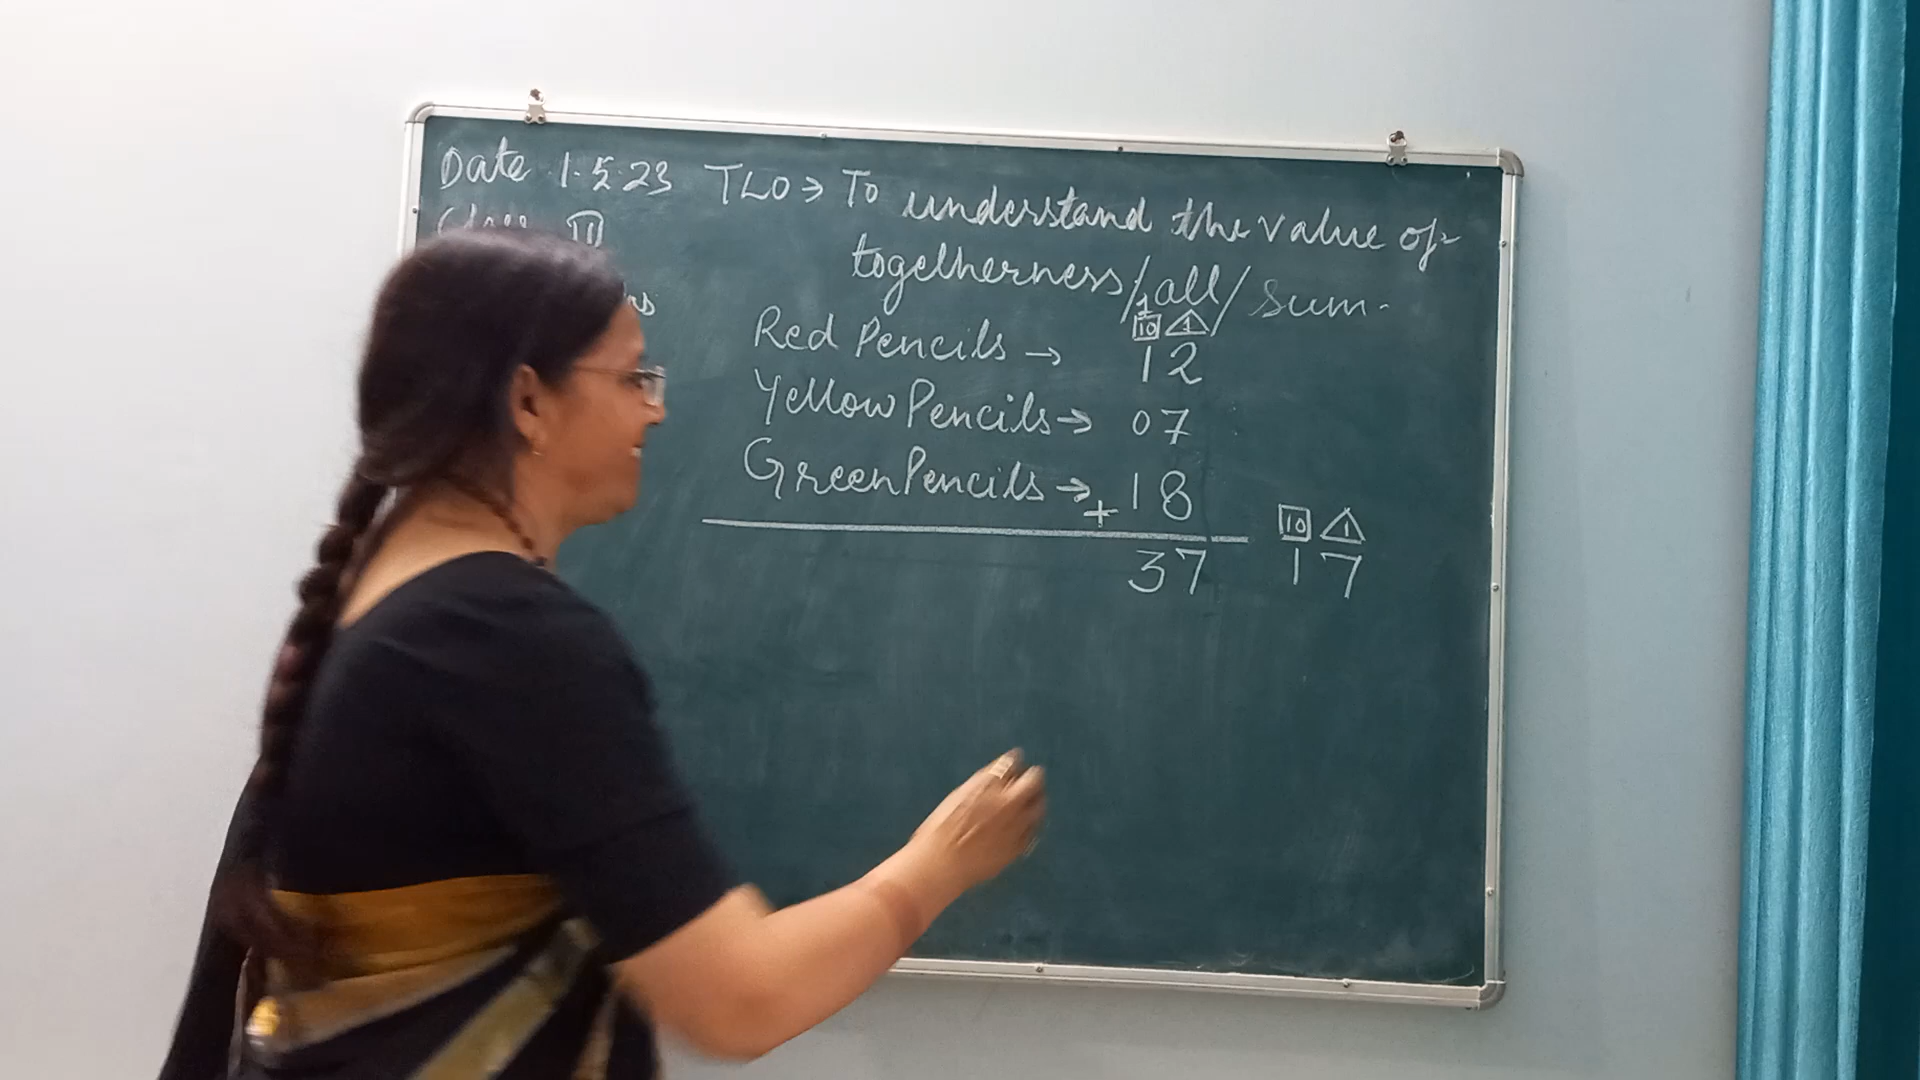 Date 1.5.23 TLO → To understand the value of
Class II
togetherness/all/sum.
1
10 1
Red Pencils → 12
Yellow Pencils → 07
Green Pencils → + 18
10 1
37 17